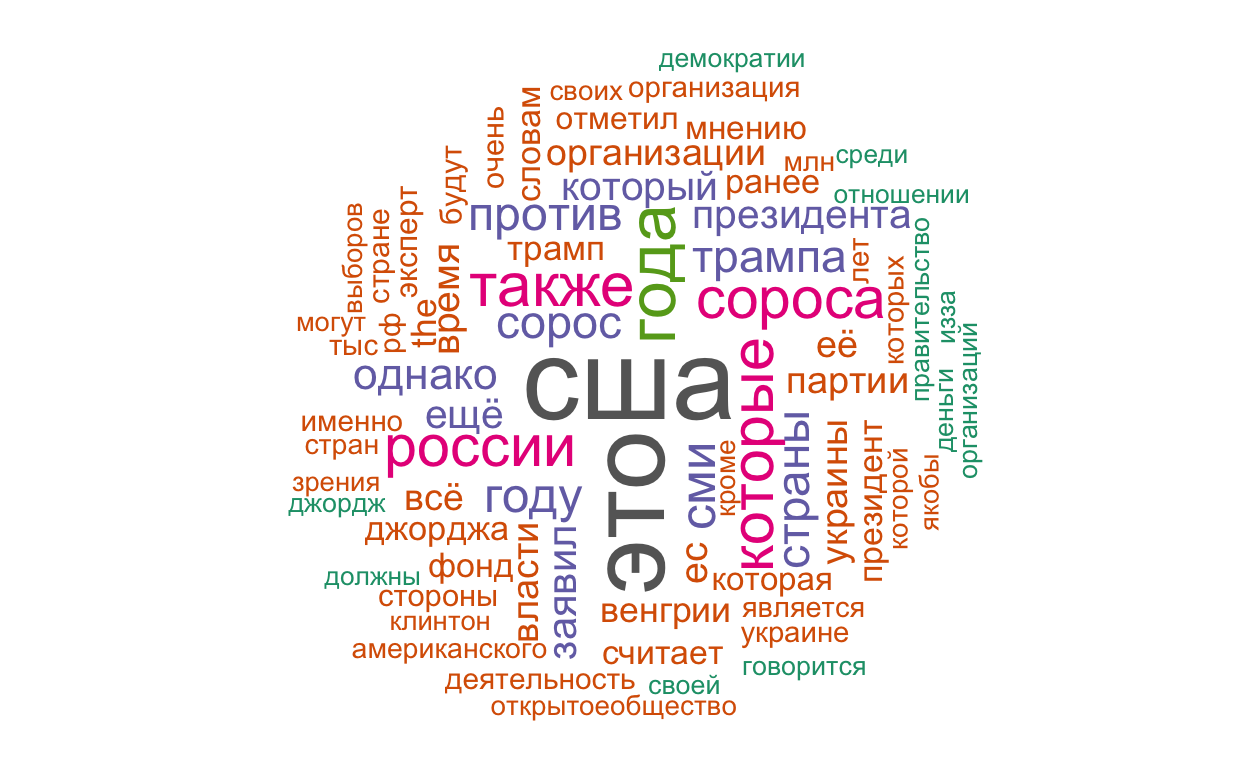 демократии
своих
организация
очень
словам
отметил
мнению
организации
млн
среди
будут
который
ранее
отношении
выборов
стране
эксперт
против
года
президента
трамп
трампа
лет
которых
правительство
время
также
сороса
изза
могут
рф
the
сорос
тыс
её
организаций
однако
сша
которые
партии
деньги
именно
ещё
стран
россии
это
сми
кроме
страны
украины
президент
которой
якобы
зрения
джордж
всё
году
джорджа
власти
заявил
фонд
ес
которая
должны
стороны
венгрии
является
клинтон
украине
американского
считает
говорится
деятельность
своей
открытоеобщество